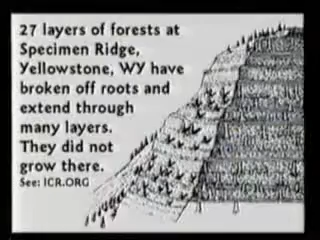 27 layers of forests at
Specimen Ridge,
Yellowstone, WY have
broken off roots and
extend through
many layers.
They did not
grow there.
See: ICR.ORG